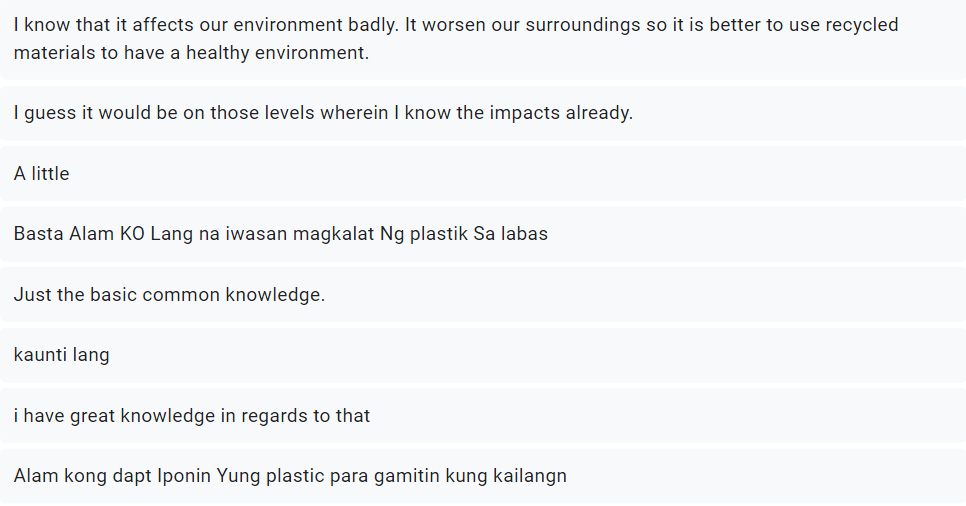 I know that it affects our environment badly. It worsen our surroundings so it is better to use recycled
materials to have a healthy environment.
I guess it would be on those levels wherein I know the impacts already.
A little
Basta Alam KO Lang na iwasan magkalat Ng plastik Sa labas
Just the basic common knowledge.
kaunti lang
i have great knowledge in regards to that
Alam kong dapt Iponin Yung plastic para gamitin kung kailangn